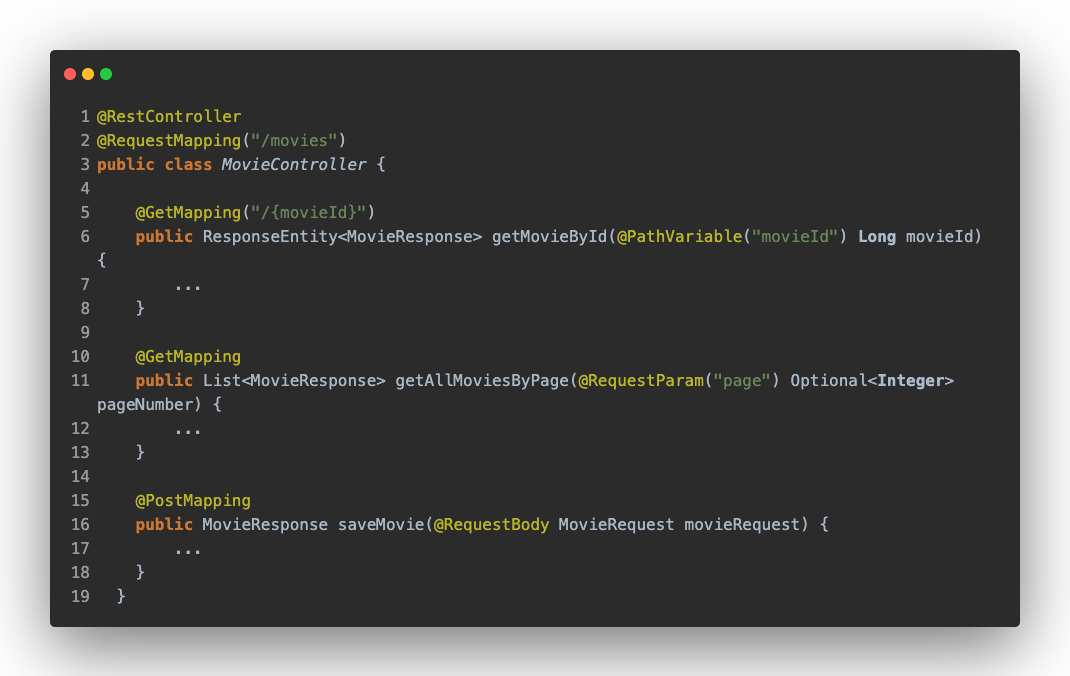 1 @RestController
2 @RequestMapping("/movies")
3 public class MovieController {
4
5     @GetMapping("/{movieId}")
6     public ResponseEntity<MovieResponse> getMovieById(@PathVariable("movieId") Long movieId)
{
7         ...
8     }
9
10     @GetMapping
11     public List<MovieResponse> getAllMoviesByPage(@RequestParam("page") Optional<Integer>
pageNumber) {
12         ...
13     }
14
15     @PostMapping
16     public MovieResponse saveMovie(@RequestBody MovieRequest movieRequest) {
17         ...
18     }
19   }